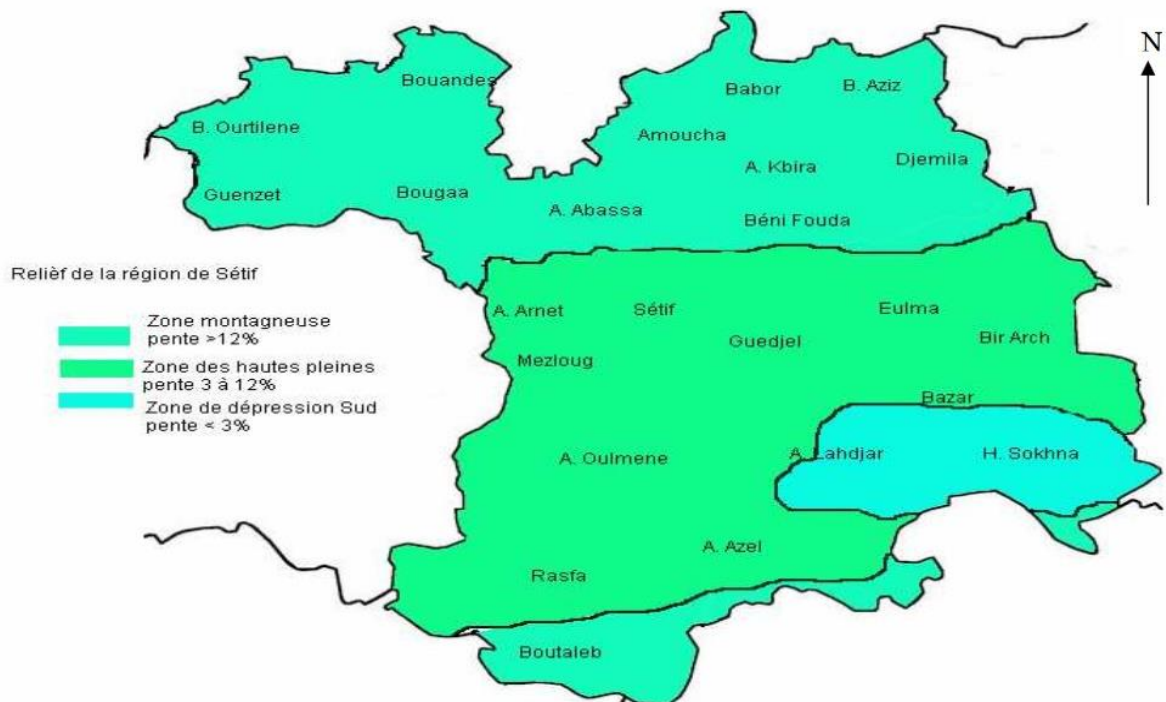 N
Bouandes
Babor
B. Aziz
B. Ourtilene
Amoucha
A. Kbira
Djemila
Guenzet
Bougaa
A. Abassa
Béni Fouda
Relièf de la région de Sétif
Zone montagneuse
pente >12%
Zone des hautes pleines
pente 3 à 12%
Zone de dépression Sud
pente < 3%
A. Arnet
Sétif
Eulma
Guedjel
Bir Arch
Mezloug
Bazar
A. Oulmene
A. Lahdjar
H. Sokhna
A. Azel
Rasfa
Boutaleb